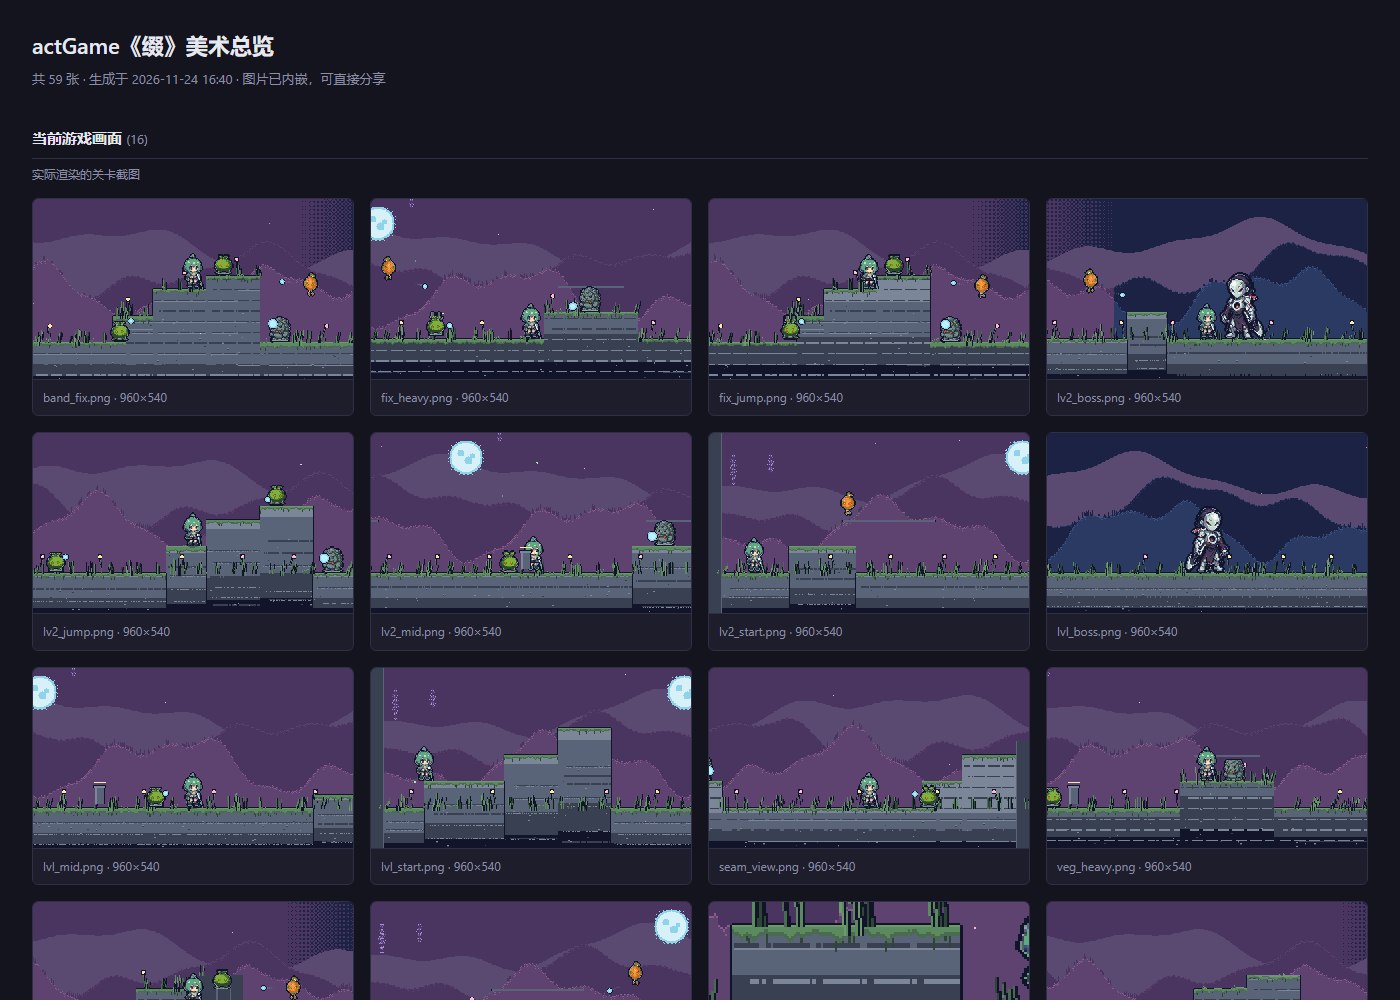 actGame《缀》美术总览
共 59 张 · 生成于 2026-11-24 16:40 · 图片已内嵌，可直接分享
当前游戏画面 (16)
实际渲染的关卡截图
band_fix.png · 960×540
fix_heavy.png · 960×540
fix_jump.png · 960×540
lv2_boss.png · 960×540
lv2_jump.png · 960×540
lv2_mid.png · 960×540
lv2_start.png · 960×540
lvl_boss.png · 960×540
lvl_mid.png · 960×540
lvl_start.png · 960×540
seam_view.png · 960×540
veg_heavy.png · 960×540